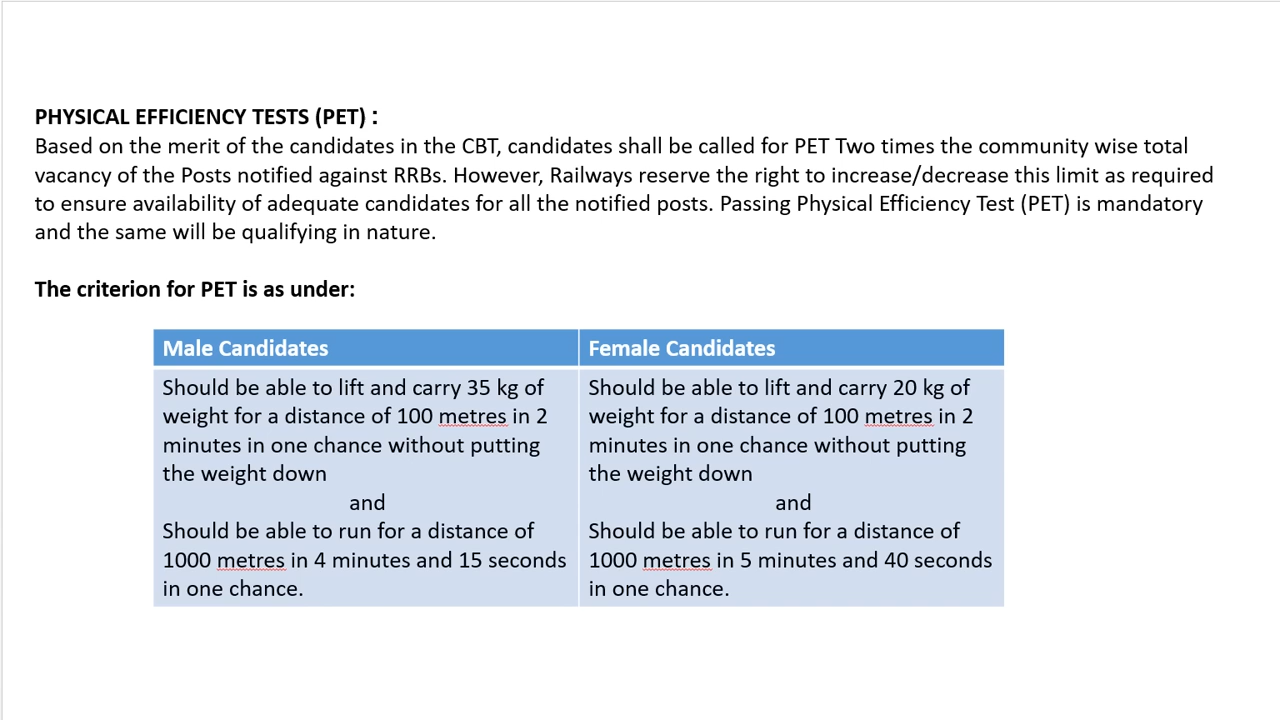 PHYSICAL EFFICIENCY TESTS (PET) :
Based on the merit of the candidates in the CBT, candidates shall be called for PET Two times the community wise total
vacancy of the Posts notified against RRBs. However, Railways reserve the right to increase/decrease this limit as required
to ensure availability of adequate candidates for all the notified posts. Passing Physical Efficiency Test (PET) is mandatory
and the same will be qualifying in nature.
The criterion for PET is as under:
Male Candidates
Should be able to lift and carry 35 kg of
weight for a distance of 100 metres in 2
minutes in one chance without putting
the weight down
and
Should be able to run for a distance of
1000 metres in 4 minutes and 15 seconds
in one chance.
Female Candidates
Should be able to lift and carry 20 kg of
weight for a distance of 100 metres in 2
minutes in one chance without putting
the weight down
and
Should be able to run for a distance of
1000 metres in 5 minutes and 40 seconds
in one chance.